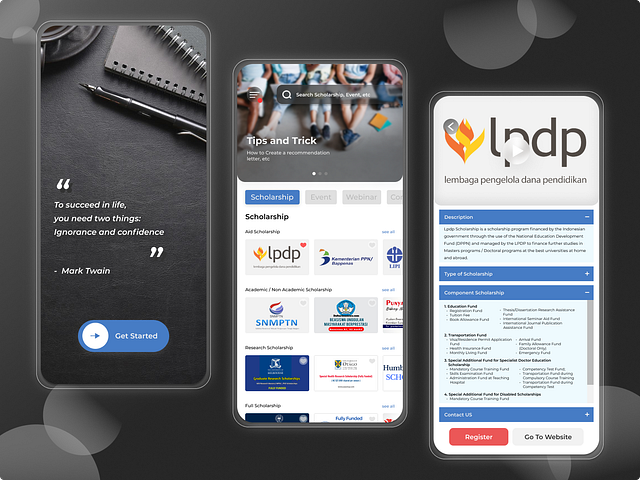 “
To succeed in life,
you need two things:
Ignorance and confidence
”
- Mark Twain
Get Started
Search Scholarship, Event, etc
Tips and Trick
How to Create a recommendation
letter, etc
Scholarship
Event
Webinar
Scholarship
Aid Scholarship
see all
lpdp
lembaga pengelola dana pendidikan
Kementerian PPN/
Bappenas
LIPI
Academic / Non Academic Scholarship
see all
SNMPTN
BEASISWA UNGGULAN
MASYARAKAT BERPRESTASI
Research Scholarship
see all
Graduate Research Scholarships
Full Scholarship
see all
Fully Funded
lpdp
lembaga pengelola dana pendidikan
Description
Lpdp Scholarship is a scholarship program financed by the Indonesian
government through the use of the National Education Development
Fund (DPPN) and managed by the LPDP to finance further studies in
Masters programs / Doctoral programs at the best universities at home
and abroad.
Type of Scholarship
Component Scholarship
1. Education Fund
- Registration Fund
- Tuition Fee
- Book Allowance Fund
- Thesis/Dissertation Research Assistance
Fund
- International Seminar Aid Fund
- International Journal Publication
Assistance Fund
2. Transportation Fund
- Visa/Residence Permit Application
Fund
- Health Insurance Fund
- Monthly Living Fund
- Arrival Fund
- Family Allowance Fund
(Doctoral Only)
- Emergency Fund
3. Special Additional Fund for Specialist Doctor Education
Scholarship
- Mandatory Course Training Fund
- Skills Examination Fund
- Administration Fund at Teaching
Hospital
- Competency Test Fund;
- Transportation Fund during
Compulsory Course Training
- Transportation Fund during
Competency Test
4. Special Additional Fund for Disabled Scholarships
- Mandatory Course Training Fund
Contact US
Register
Go To Website